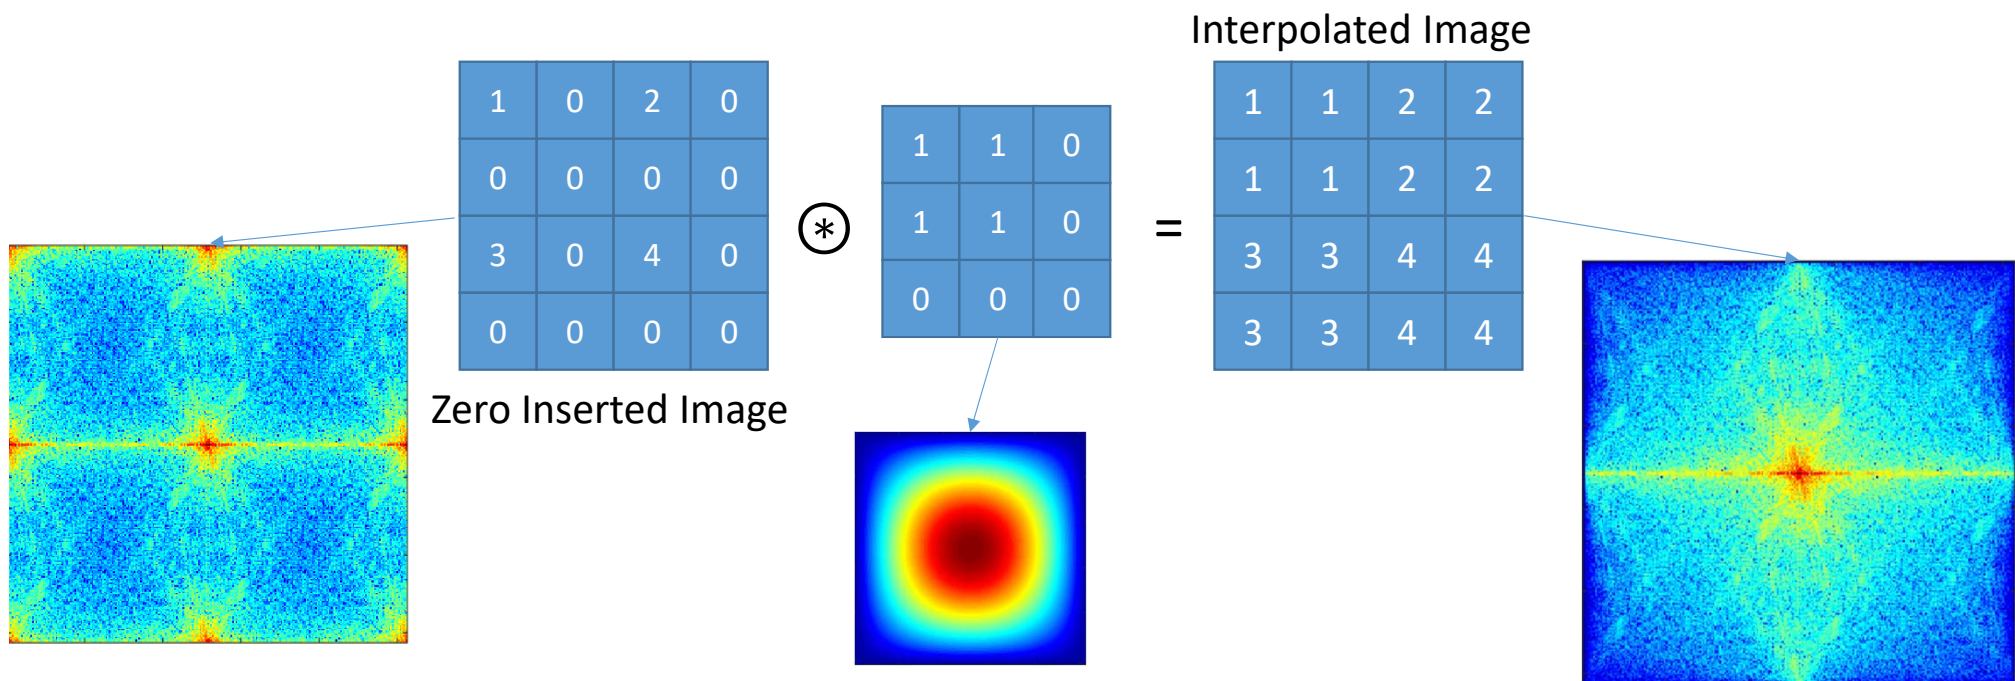 Interpolated Image
1 0 2 0
0 0 0 0
3 0 4 0
0 0 0 0
Zero Inserted Image
*
1 1 0
1 1 0
0 0 0
=
1 1 2 2
1 1 2 2
3 3 4 4
3 3 4 4